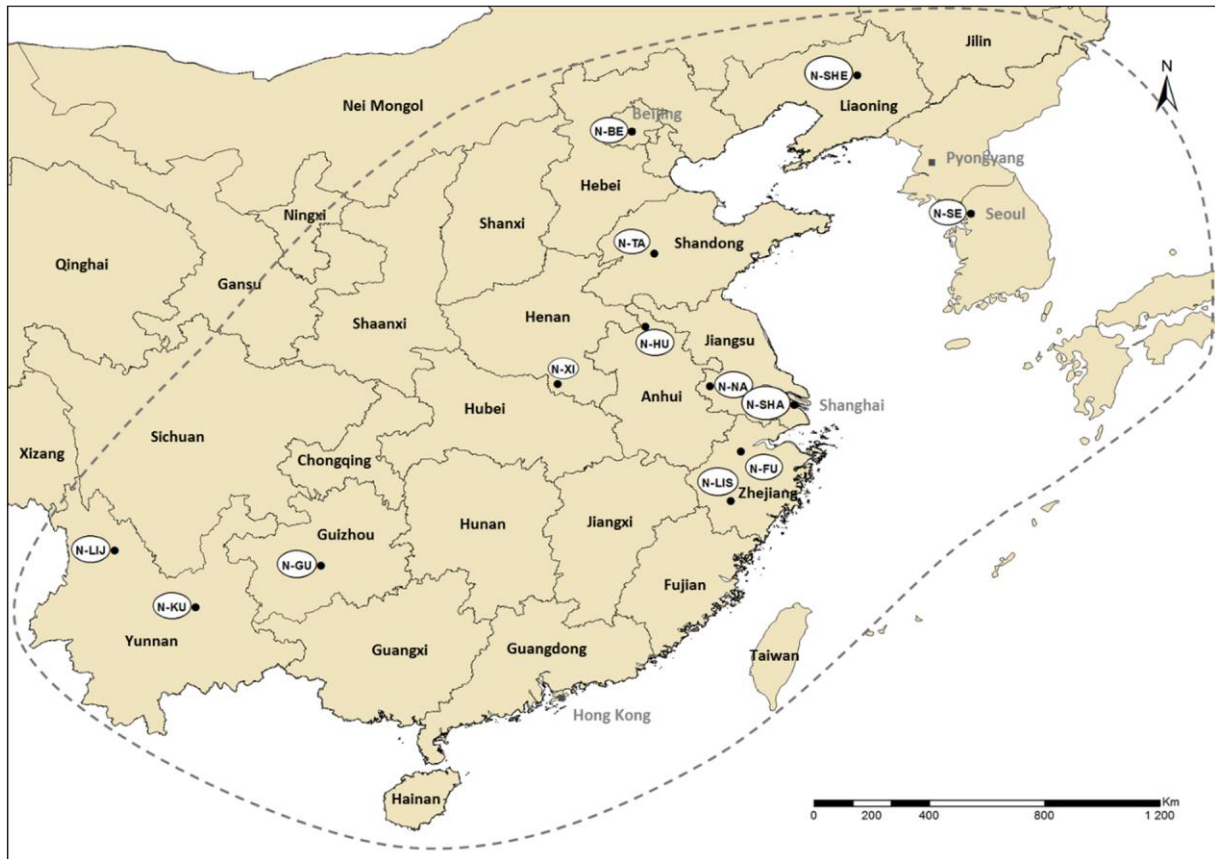 Jilin
N
N-SHE
Nei Mongol
Liaoning
Beijing
N-BE
Pyongyang
Hebei
Ningxi
Shanxi
N-SE
Seoul
N-TA
Shandong
Qinghai
Gansu
Henan
Shaanxi
Jiangsu
N-HU
N-XI
N-NA
Anhui
N-SHA
Shanghai
Hubei
Sichuan
Xizang
Chongqing
N-FU
N-LIS
Zhejiang
Hunan
Jiangxi
Guizhou
N-LIJ
N-GU
Fujian
N-KU
Yunnan
Guangxi
Guangdong
Taiwan
Hong Kong
Hainan
Km
0 200 400 800 1 200